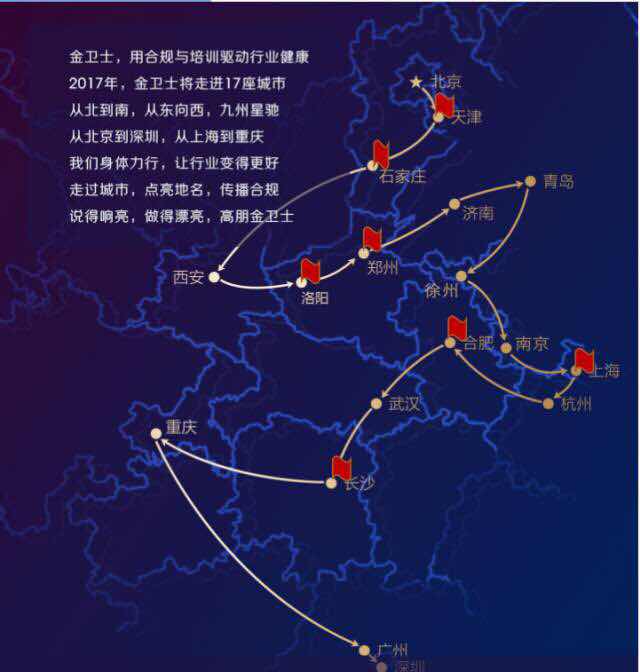 金卫士，用合规与培训驱动行业健康
2017年，金卫士将走进17座城市
从北到南，从东向西，九州星驰
从北京到深圳，从上海到重庆
我们身体力行，让行业变得更好
走过城市，点亮地名，传播合规
说得响亮，做得漂亮，高朋金卫士
北京
天津
石家庄
青岛
济南
郑州
西安
洛阳
徐州
合肥
南京
上海
武汉
杭州
重庆
长沙
广州
深圳